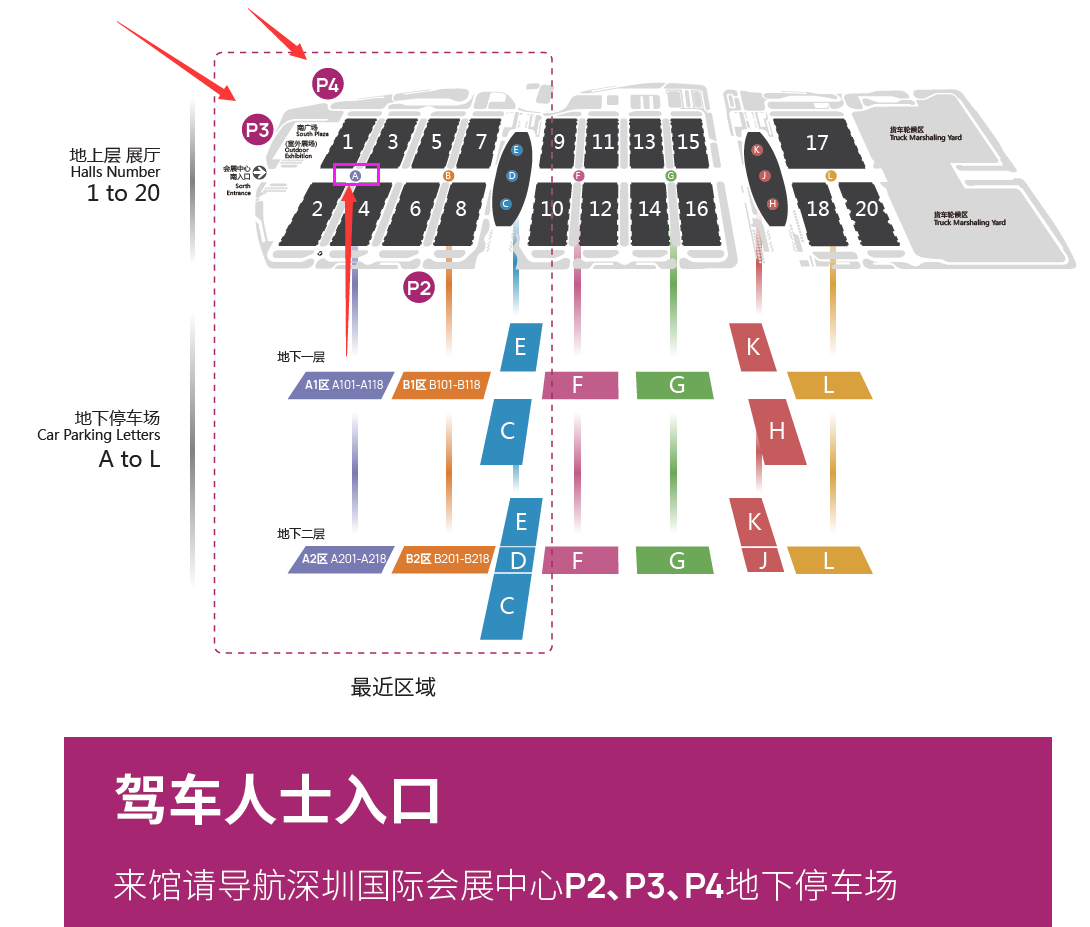 P4
P3
南广场
South Plaza
(室外展场)
Outdoor
Exhibition
会展中心
南入口
Sorth
Entrance
地上层 展厅
Halls Number
1 to 20
1
3
5
7
9
11
13
15
17
A
B
E
D
C
F
G
K
J
H
L
2
4
6
8
10
12
14
16
18
20
货车轮候区
Truck Marshaling Yard
货车轮候区
Truck Marshaling Yard
P2
地下停车场
Car Parking Letters
A to L
地下一层
E
K
A1区 A101-A118
B1区 B101-B118
F
G
L
C
H
地下二层
E
K
A2区 A201-A218
B2区 B201-B218
D
F
G
J
L
C
最近区域
驾车人士入口
来馆请导航深圳国际会展中心P2、P3、P4地下停车场